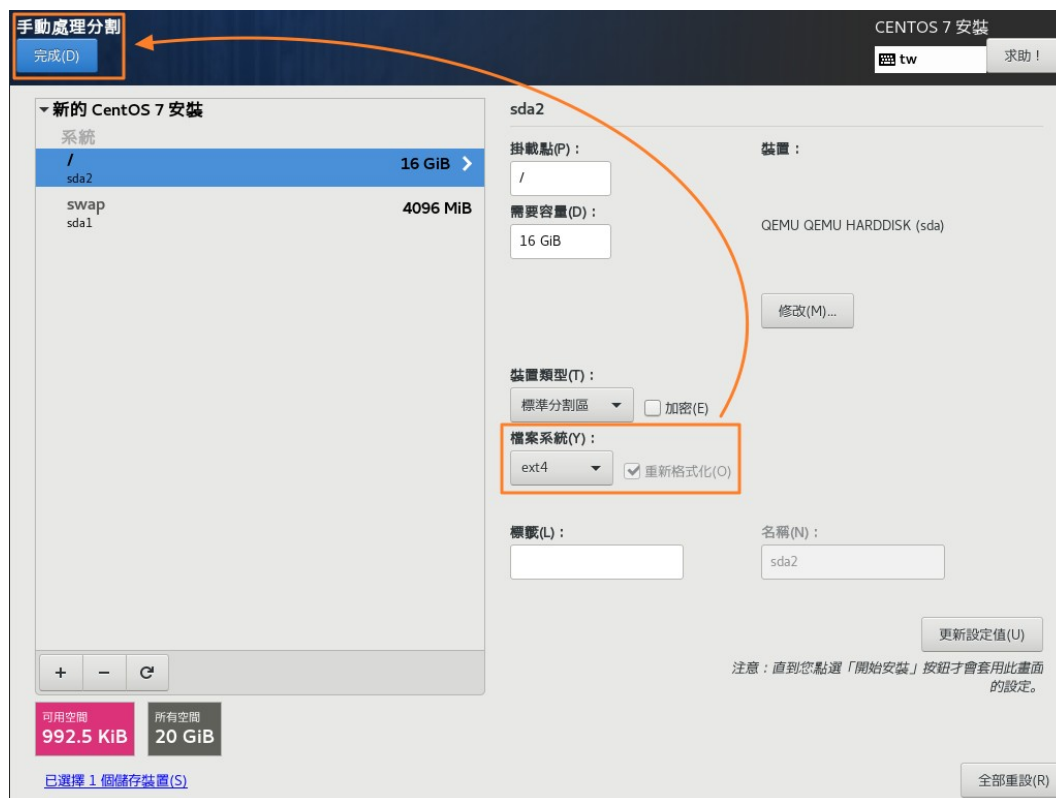 手動處理分割
完成(D)
CENTOS 7 安裝
tw
求助！
新的 CentOS 7 安裝
系統
/
16 GiB
sda2
swap
4096 MiB
sda1
sda2
掛載點(P)：
/
需要容量(D)：
16 GiB
裝置：
QEMU QEMU HARDDISK (sda)
修改(M)...
裝置類型(T)：
標準分割區
加密(E)
檔案系統(Y)：
ext4
重新格式化(O)
標籤(L)：
名稱(N)：
sda2
更新設定值(U)
注意：直到您點選「開始安裝」按鈕才會套用此畫面
的設定。
+ −
可用空間
992.5 KiB
所有空間
20 GiB
已選擇 1 個儲存裝置(S)
全部重設(R)